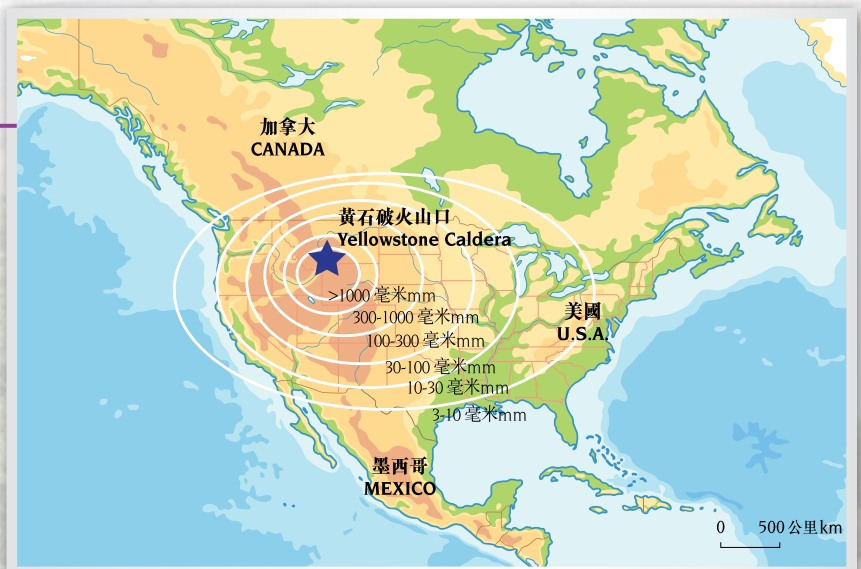 加拿大
CANADA
黃石破火山口
Yellowstone Caldera
>1000 毫米mm
300-1000 毫米mm
100-300 毫米mm
30-100 毫米mm
10-30 毫米mm
3-10 毫米mm
美國
U.S.A.
墨西哥
MEXICO
0 500 公里km